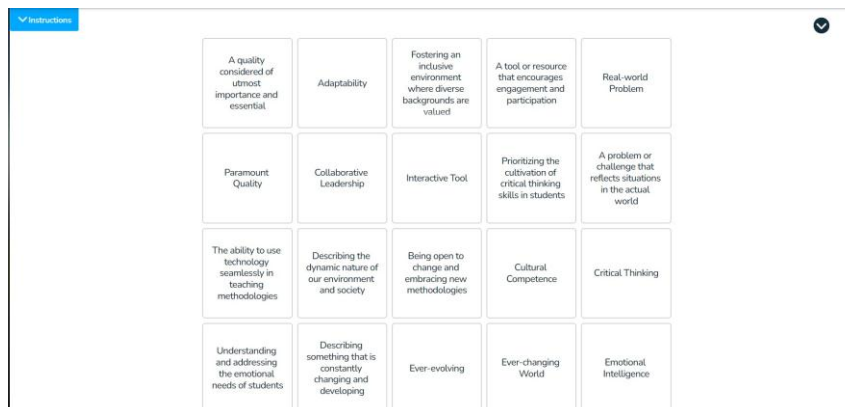 Instructions
A quality
considered of
utmost
importance and
essential
Adaptability
Fostering an
inclusive
environment
where diverse
backgrounds are
valued
A tool or resource
that encourages
engagement and
participation
Real-world
Problem
Paramount
Quality
Collaborative
Leadership
Interactive Tool
Prioritizing the
cultivation of
critical thinking
skills in students
A problem or
challenge that
reflects situations
in the actual
world
The ability to use
technology
seamlessly in
teaching
methodologies
Describing the
dynamic nature of
our environment
and society
Being open to
change and
embracing new
methodologies
Cultural
Competence
Critical Thinking
Understanding
and addressing
the emotional
needs of students
Describing
something that is
constantly
changing and
developing
Ever-evolving
Ever-changing
World
Emotional
Intelligence